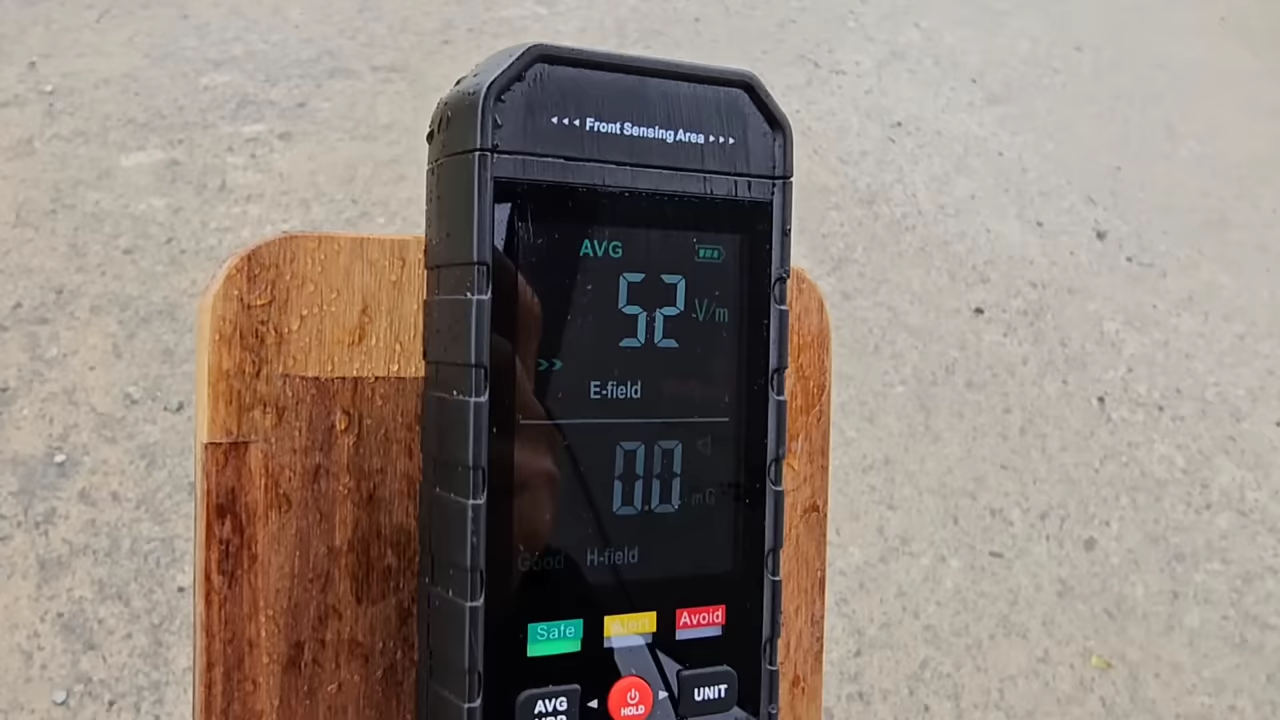 Front Sensing Area
AVG
52 V/m
E-field
0.0 mG
Good H-field
Safe Alert Avoid
AVG
HOLD
UNIT